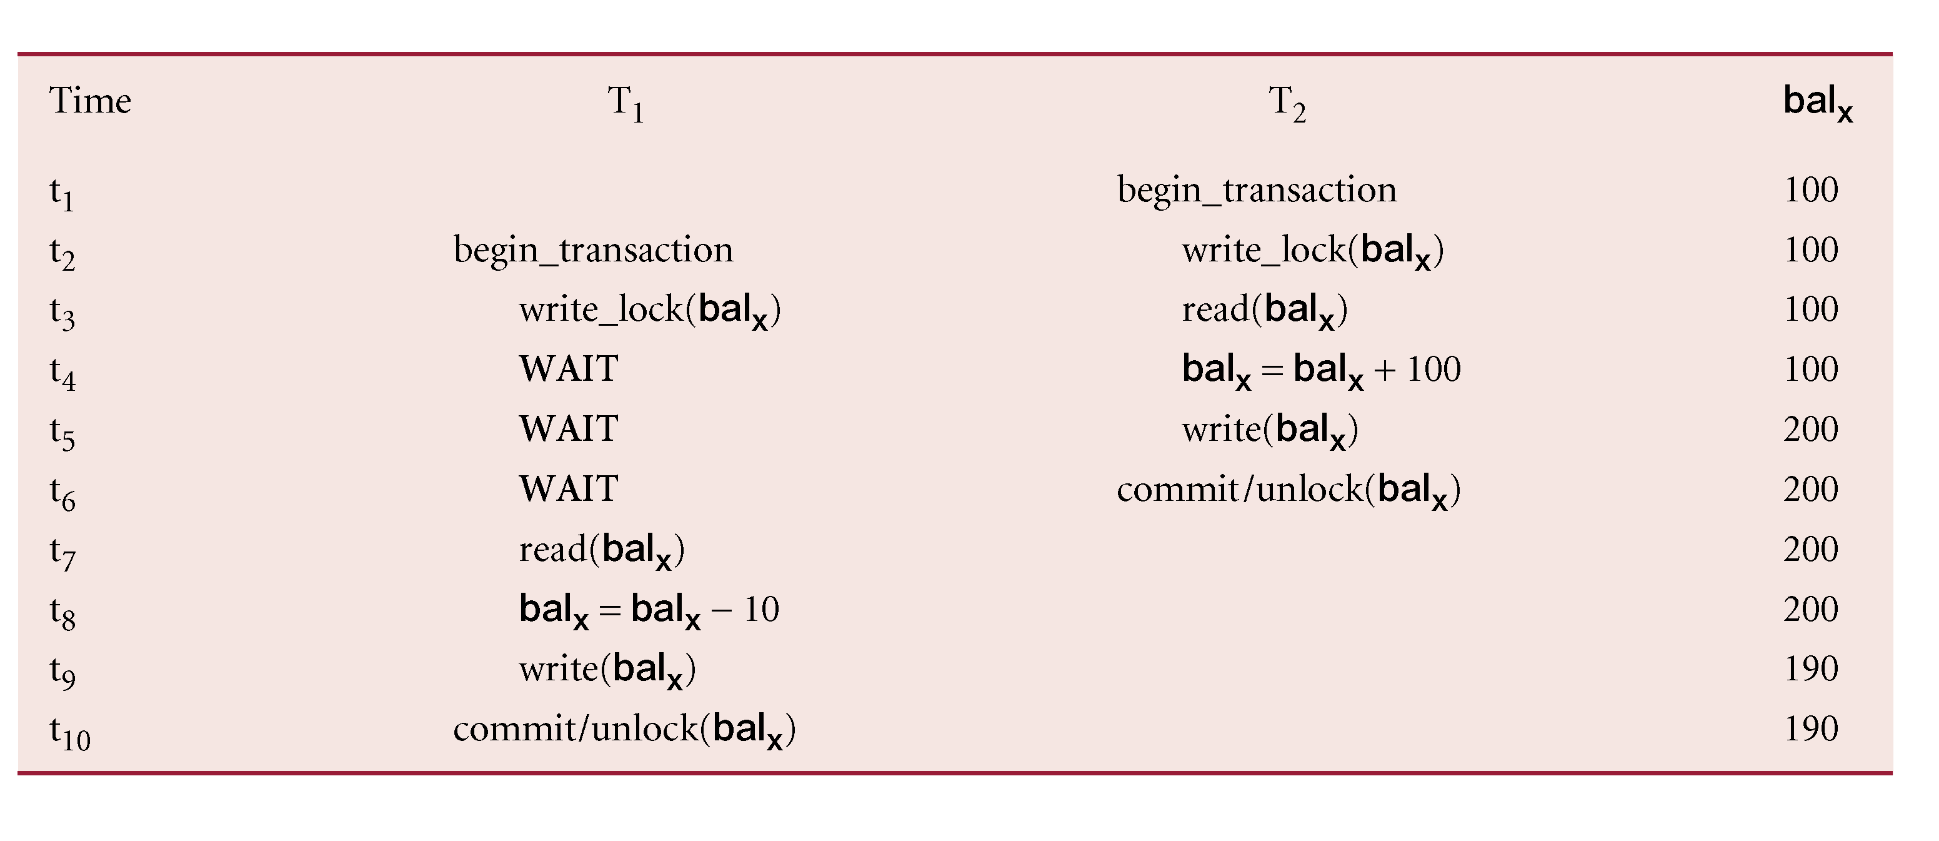 Time T₁ T₂ balₓ
t₁ begin_transaction 100
t₂ begin_transaction write_lock(balₓ) 100
t₃ write_lock(balₓ) read(balₓ) 100
t₄ WAIT balₓ = balₓ + 100 100
t₅ WAIT write(balₓ) 200
t₆ WAIT commit/unlock(balₓ) 200
t₇ read(balₓ) 200
t₈ balₓ = balₓ − 10 200
t₉ write(balₓ) 190
t₁₀ commit/unlock(balₓ) 190